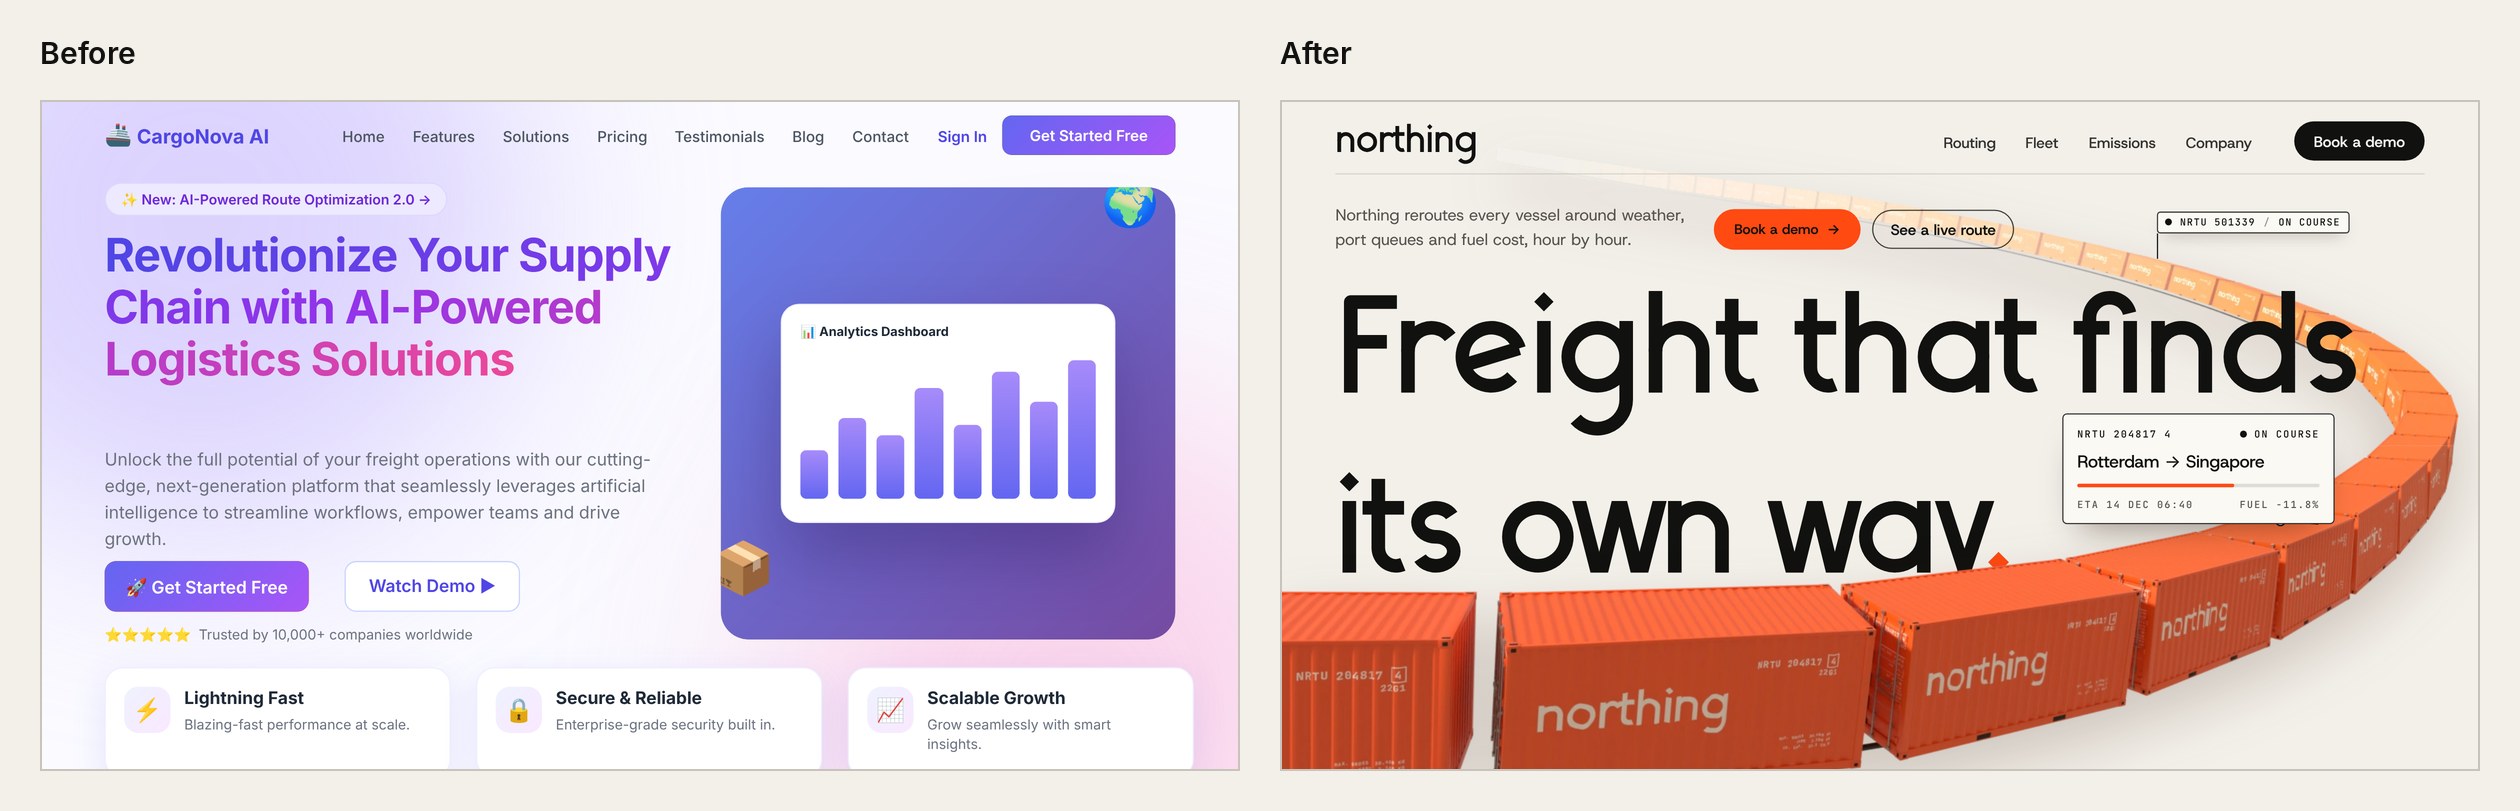 Before
CargoNova AI
Home
Features
Solutions
Pricing
Testimonials
Blog
Contact
Sign In
Get Started Free
New: AI-Powered Route Optimization 2.0 →
Revolutionize Your Supply
Chain with AI-Powered
Logistics Solutions
Unlock the full potential of your freight operations with our cutting-
edge, next-generation platform that seamlessly leverages artificial
intelligence to streamline workflows, empower teams and drive
growth.
Get Started Free
Watch Demo ▶
Trusted by 10,000+ companies worldwide
Analytics Dashboard
Lightning Fast
Blazing-fast performance at scale.
Secure & Reliable
Enterprise-grade security built in.
Scalable Growth
Grow seamlessly with smart
insights.
After
northing
Routing
Fleet
Emissions
Company
Book a demo
Northing reroutes every vessel around weather,
port queues and fuel cost, hour by hour.
Book a demo →
See a live route
NRTU 501339 / ON COURSE
Freight that finds
its own way.
NRTU 204817 4
ON COURSE
Rotterdam → Singapore
ETA 14 DEC 06:40
FUEL -11.8%
NRTU 204817 4
22G1
NRTU 204817 4
22G1
northing
northing
northing
northing